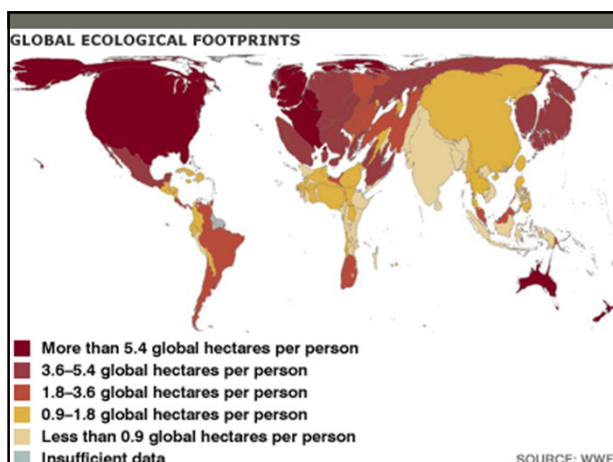 GLOBAL ECOLOGICAL FOOTPRINTS
More than 5.4 global hectares per person
3.6–5.4 global hectares per person
1.8–3.6 global hectares per person
0.9–1.8 global hectares per person
Less than 0.9 global hectares per person
Insufficient data
SOURCE: WWF